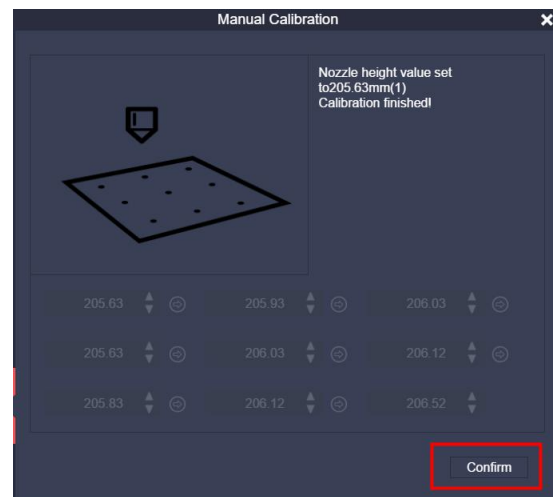 Manual Calibration
Nozzle height value set
to205.63mm(1)
Calibration finished!
205.63 205.93 206.03
205.63 206.03 206.12
205.83 206.12 206.52
Confirm